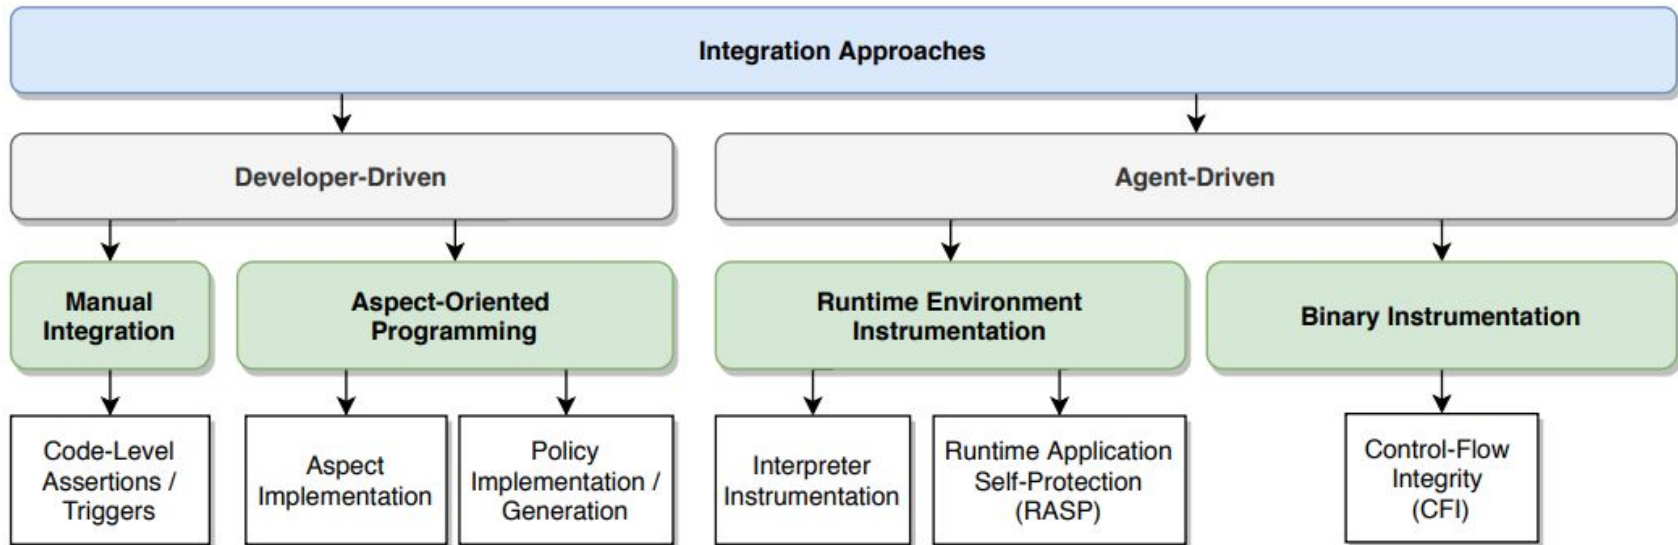 Integration Approaches
Developer-Driven
Agent-Driven
Manual
Integration
Aspect-Oriented
Programming
Runtime Environment
Instrumentation
Binary Instrumentation
Code-Level
Assertions /
Triggers
Aspect
Implementation
Policy
Implementation /
Generation
Interpreter
Instrumentation
Runtime Application
Self-Protection
(RASP)
Control-Flow
Integrity
(CFI)